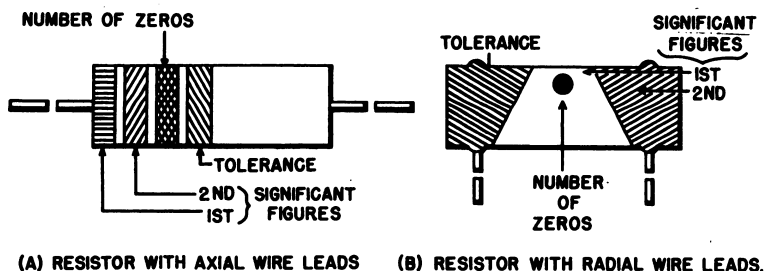 NUMBER OF ZEROS
TOLERANCE
2ND
1ST
SIGNIFICANT
FIGURES
(A) RESISTOR WITH AXIAL WIRE LEADS
SIGNIFICANT
FIGURES
TOLERANCE
1ST
2ND
NUMBER
OF
ZEROS
(B) RESISTOR WITH RADIAL WIRE LEADS.